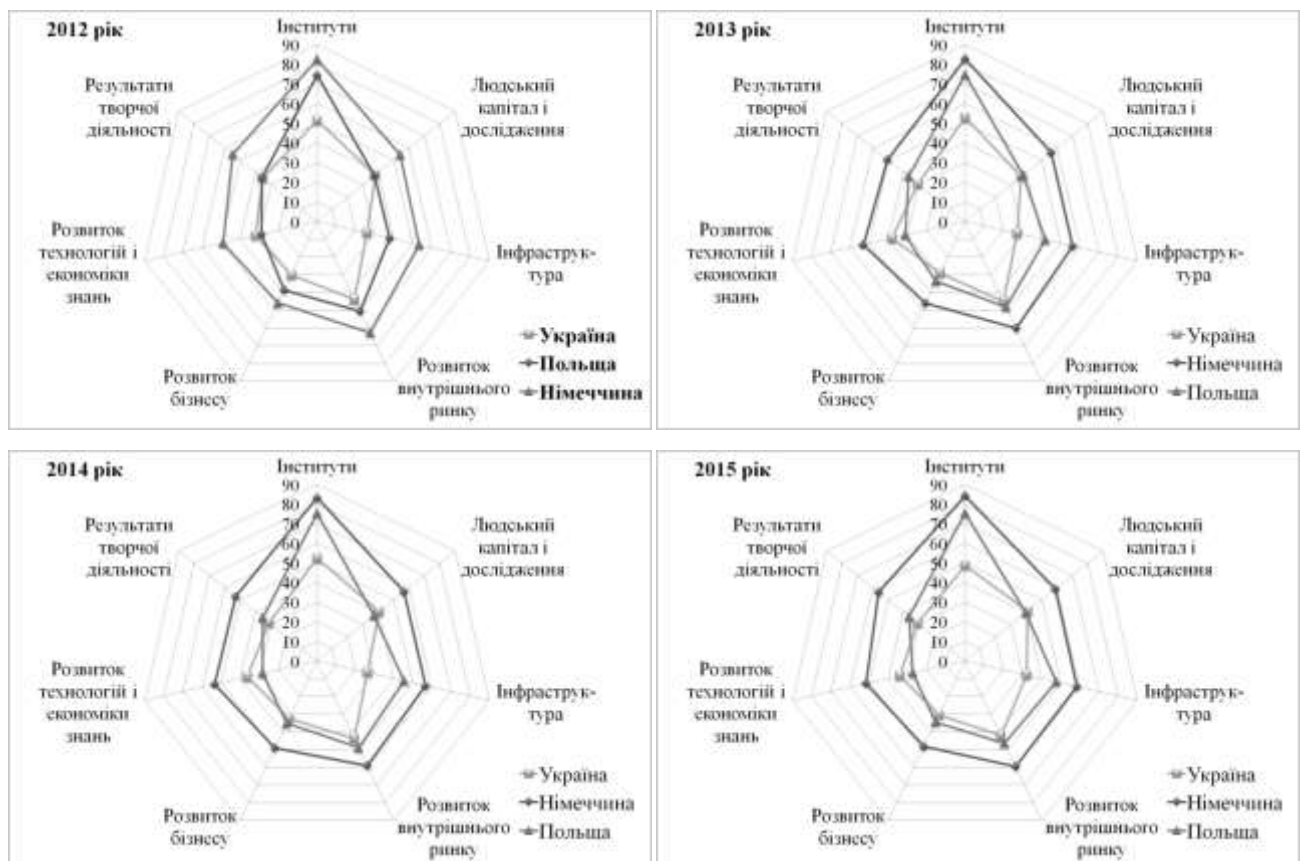 2012 рік
Інститути
90
80
70
60
50
40
30
20
10
0
Людський
капітал і
дослідження
Інфраструк-
тура
Розвиток
внутрішнього
ринку
Розвиток
бізнесу
Розвиток
технологій і
економіки
знань
Результати
творчої
діяльності
Україна
Польща
Німеччина
2013 рік
Інститути
90
80
70
60
50
40
30
20
10
0
Людський
капітал і
дослідження
Інфраструк-
тура
Розвиток
внутрішнього
ринку
Розвиток
бізнесу
Розвиток
технологій і
економіки
знань
Результати
творчої
діяльності
Україна
Німеччина
Польща
2014 рік
Інститути
90
80
70
60
50
40
30
20
10
0
Людський
капітал і
дослідження
Інфраструк-
тура
Розвиток
внутрішнього
ринку
Розвиток
бізнесу
Розвиток
технологій і
економіки
знань
Результати
творчої
діяльності
Україна
Німеччина
Польща
2015 рік
Інститути
90
80
70
60
50
40
30
20
10
0
Людський
капітал і
дослідження
Інфраструк-
тура
Розвиток
внутрішнього
ринку
Розвиток
бізнесу
Розвиток
технологій і
економіки
знань
Результати
творчої
діяльності
Україна
Німеччина
Польща